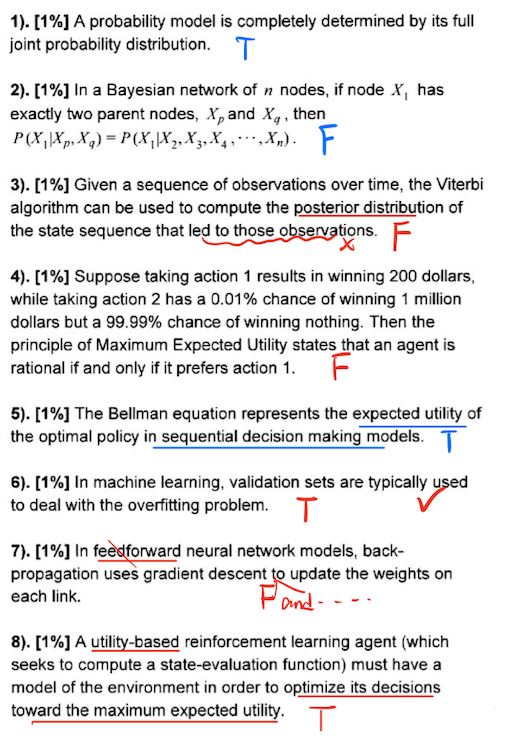 1). [1%] A probability model is completely determined by its full
joint probability distribution. T
2). [1%] In a Bayesian network of n nodes, if node X₁ has
exactly two parent nodes, Xₚ and X_q, then
P(X₁|Xₚ, X_q) = P(X₁|X₂, X₃, X₄, ⋯, Xₙ). F
3). [1%] Given a sequence of observations over time, the Viterbi
algorithm can be used to compute the posterior distribution of
the state sequence that led to those observations. F
x
4). [1%] Suppose taking action 1 results in winning 200 dollars,
while taking action 2 has a 0.01% chance of winning 1 million
dollars but a 99.99% chance of winning nothing. Then the
principle of Maximum Expected Utility states that an agent is
rational if and only if it prefers action 1. F
5). [1%] The Bellman equation represents the expected utility of
the optimal policy in sequential decision making models. T
6). [1%] In machine learning, validation sets are typically used
to deal with the overfitting problem. T ✓
7). [1%] In feedforward neural network models, back-
propagation uses gradient descent to update the weights on
each link. F and----
8). [1%] A utility-based reinforcement learning agent (which
seeks to compute a state-evaluation function) must have a
model of the environment in order to optimize its decisions
toward the maximum expected utility. T